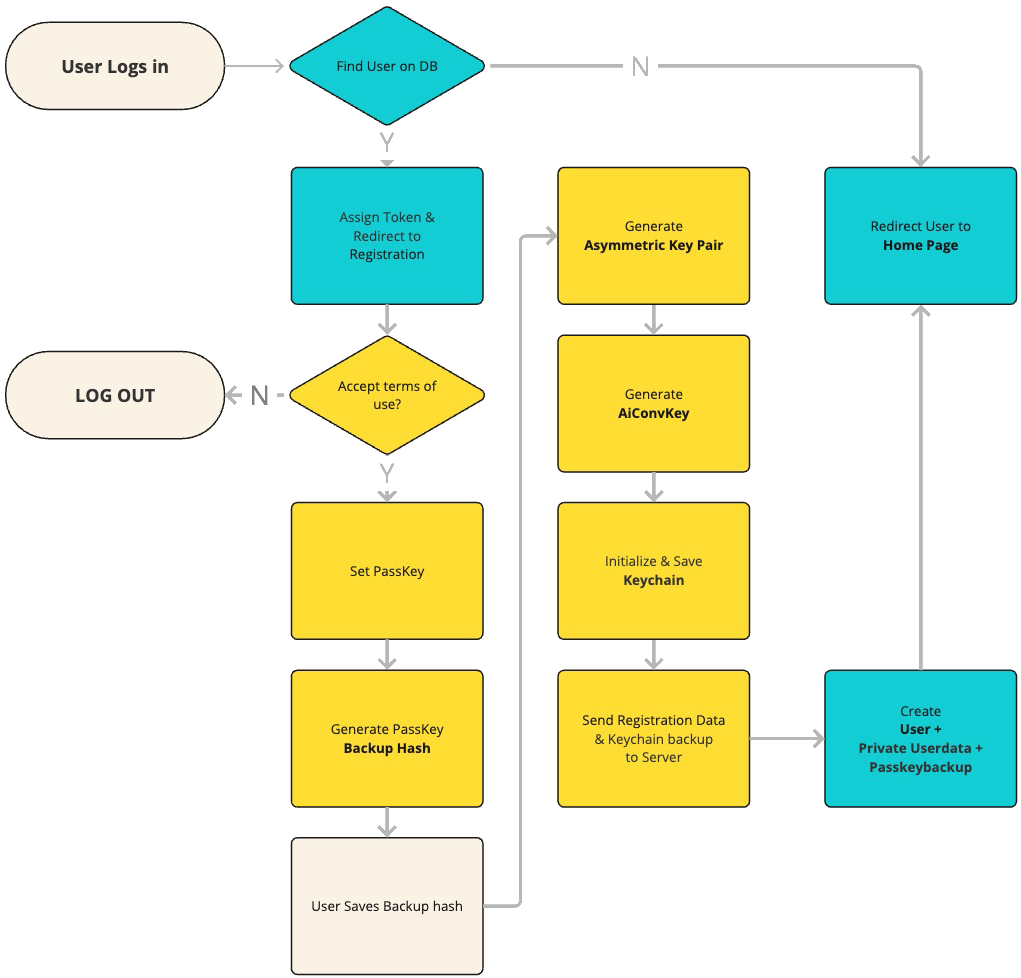 User Logs in
Find User on DB
N
Y
Assign Token &
Redirect to
Registration
Generate
Asymmetric Key Pair
Redirect User to
Home Page
LOG OUT
N
Accept terms of
use?
Y
Generate
AiConvKey
Set PassKey
Initialize & Save
Keychain
Generate PassKey
Backup Hash
Send Registration Data
& Keychain backup
to Server
Create
User +
Private Userdata +
Passkeybackup
User Saves Backup hash